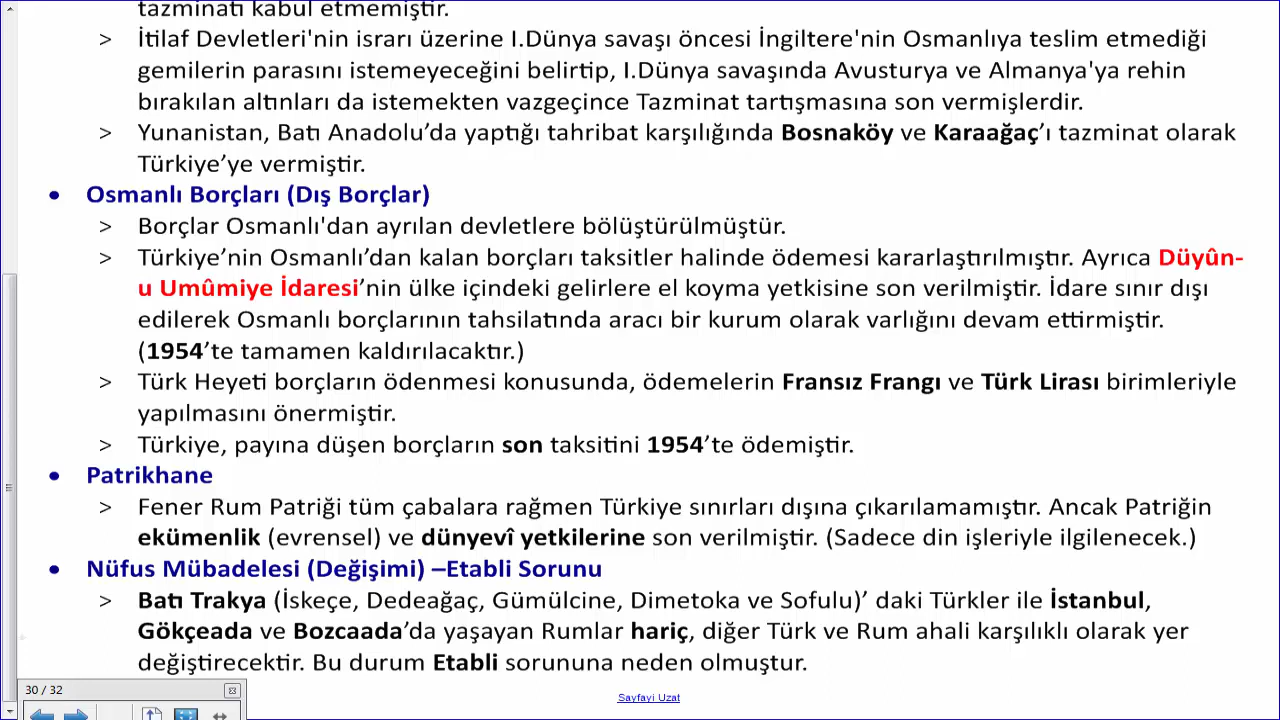 tazminatı kabul etmemiştir.
> İtilaf Devletleri'nin israrı üzerine I.Dünya savaşı öncesi İngiltere'nin Osmanlıya teslim etmediği
gemilerin parasını istemeyeceğini belirtip, I.Dünya savaşında Avusturya ve Almanya'ya rehin
bırakılan altınları da istemekten vazgeçince Tazminat tartışmasına son vermişlerdir.
> Yunanistan, Batı Anadolu’da yaptığı tahribat karşılığında Bosnaköy ve Karaağaç’ı tazminat olarak
Türkiye’ye vermiştir.
• Osmanlı Borçları (Dış Borçlar)
> Borçlar Osmanlı'dan ayrılan devletlere bölüştürülmüştür.
> Türkiye’nin Osmanlı’dan kalan borçları taksitler halinde ödemesi kararlaştırılmıştır. Ayrıca Düyûn-
u Umûmiye İdaresi’nin ülke içindeki gelirlere el koyma yetkisine son verilmiştir. İdare sınır dışı
edilerek Osmanlı borçlarının tahsilatında aracı bir kurum olarak varlığını devam ettirmiştir.
(1954’te tamamen kaldırılacaktır.)
> Türk Heyeti borçların ödenmesi konusunda, ödemelerin Fransız Frangı ve Türk Lirası birimleriyle
yapılmasını önermiştir.
> Türkiye, payına düşen borçların son taksitini 1954’te ödemiştir.
• Patrikhane
> Fener Rum Patriği tüm çabalara rağmen Türkiye sınırları dışına çıkarılamamıştır. Ancak Patriğin
ekümenlik (evrensel) ve dünyevî yetkilerine son verilmiştir. (Sadece din işleriyle ilgilenecek.)
• Nüfus Mübadelesi (Değişimi) –Etabli Sorunu
> Batı Trakya (İskeçe, Dedeağaç, Gümülcine, Dimetoka ve Sofulu)’ daki Türkler ile İstanbul,
Gökçeada ve Bozcaada’da yaşayan Rumlar hariç, diğer Türk ve Rum ahali karşılıklı olarak yer
değiştirecektir. Bu durum Etabli sorununa neden olmuştur.
30 / 32
Sayfayi Uzat